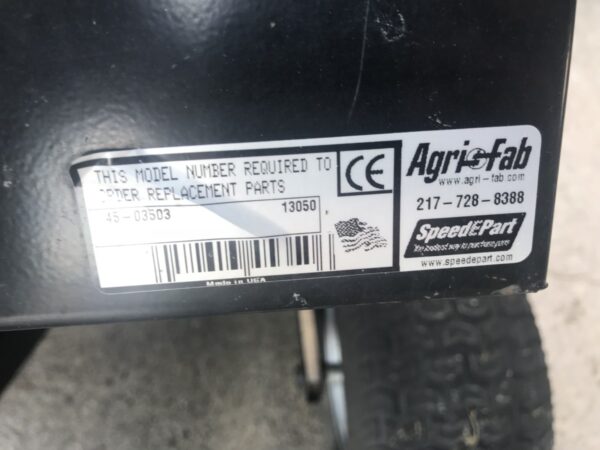 THIS MODEL NUMBER REQUIRED TO
ORDER REPLACEMENT PARTS
45-03503 13050
Made in USA
CE
Agri-Fab
www.agri-fab.com
217-728-8388
SpeedEPart
The fastest way to purchase parts
www.speedepart.com